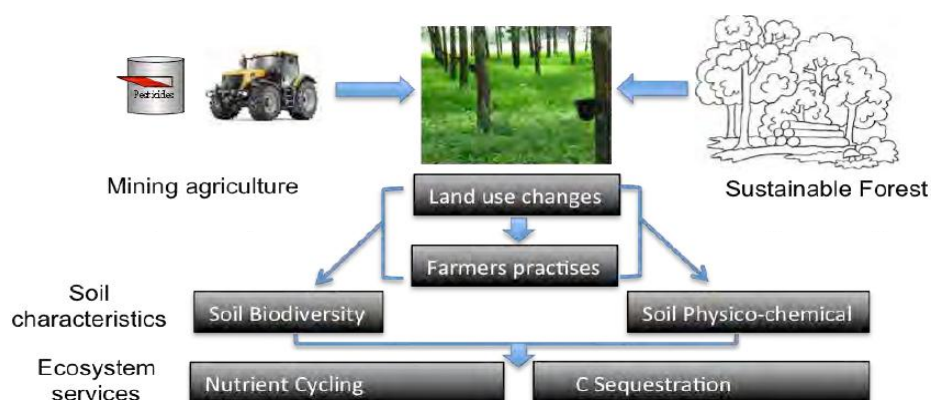 Pesticides
Mining agriculture
Sustainable Forest
Land use changes
Farmers practises
Soil
characteristics
Soil Biodiversity
Soil Physico-chemical
Ecosystem
services
Nutrient Cycling
C Sequestration